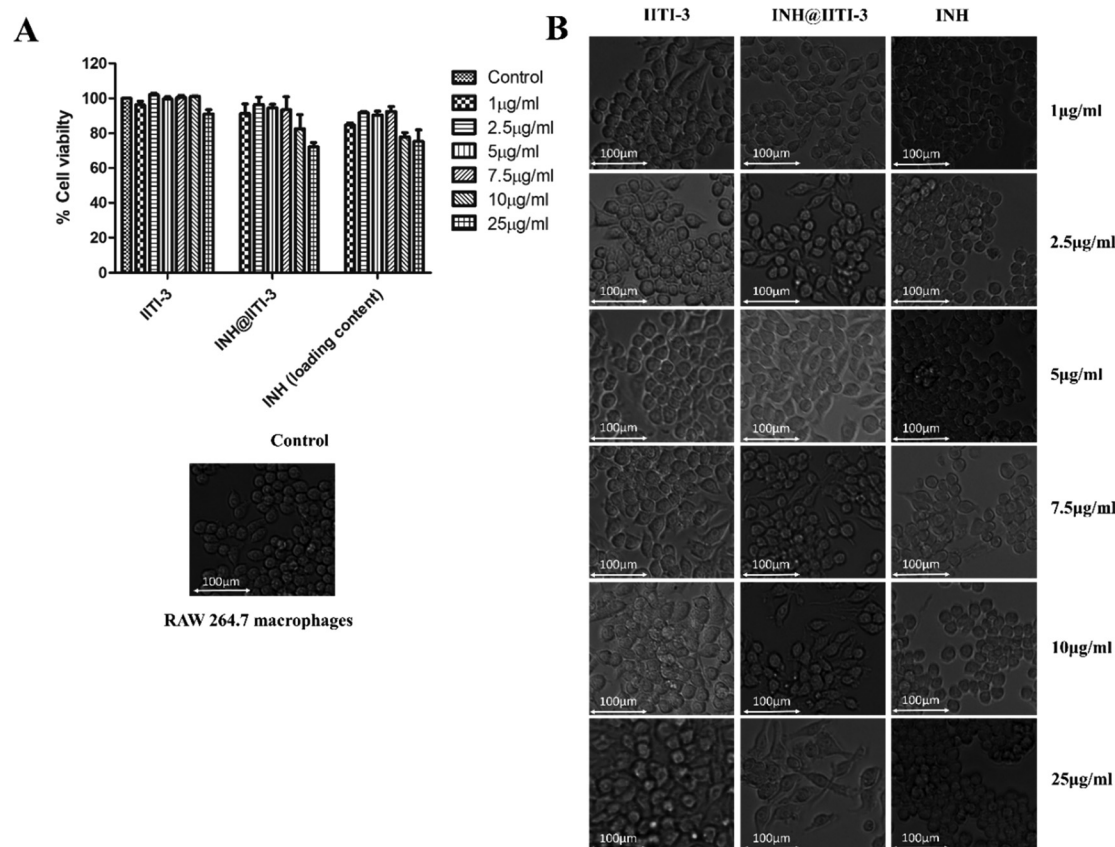 A
% Cell viabilty
120
100
80
60
40
20
0
IITI-3
INH@IITI-3
INH (loading content)
Control
1µg/ml
2.5µg/ml
5µg/ml
7.5µg/ml
10µg/ml
25µg/ml
Control
100µm
RAW 264.7 macrophages
B
IITI-3 INH@IITI-3 INH
100µm 100µm 100µm 1µg/ml
100µm 100µm 100µm 2.5µg/ml
100µm 100µm 100µm 5µg/ml
100µm 100µm 100µm 7.5µg/ml
100µm 100µm 100µm 10µg/ml
100µm 100µm 100µm 25µg/ml